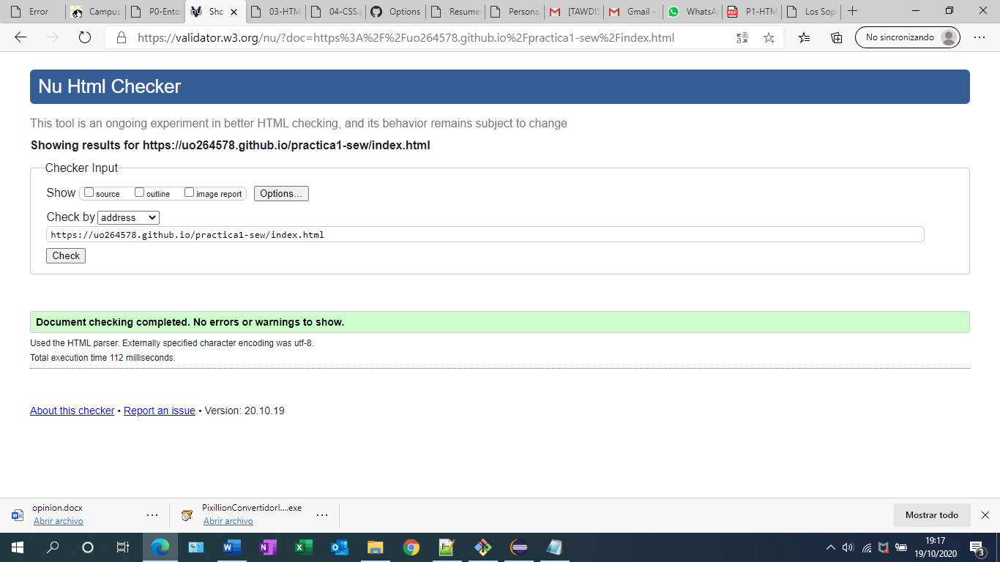 Error
Campus
P0-Ento
Sho
03-HTM
04-CSS.p
Options
Resume
Persona
[TAWDIS
Gmail -
WhatsA
P1-HTM
Los Sop
https://validator.w3.org/nu/?doc=https%3A%2F%2Fuo264578.github.io%2Fpractica1-sew%2Findex.html
No sincronizando
Nu Html Checker
This tool is an ongoing experiment in better HTML checking, and its behavior remains subject to change
Showing results for https://uo264578.github.io/practica1-sew/index.html
Checker Input
Show source outline image report Options...
Check by address
https://uo264578.github.io/practica1-sew/index.html
Check
Document checking completed. No errors or warnings to show.
Used the HTML parser. Externally specified character encoding was utf-8.
Total execution time 112 milliseconds.
About this checker • Report an issue • Version: 20.10.19
opinion.docx
Abrir archivo
PixillionConvertidorI....exe
Abrir archivo
Mostrar todo
19:17
19/10/2020
3